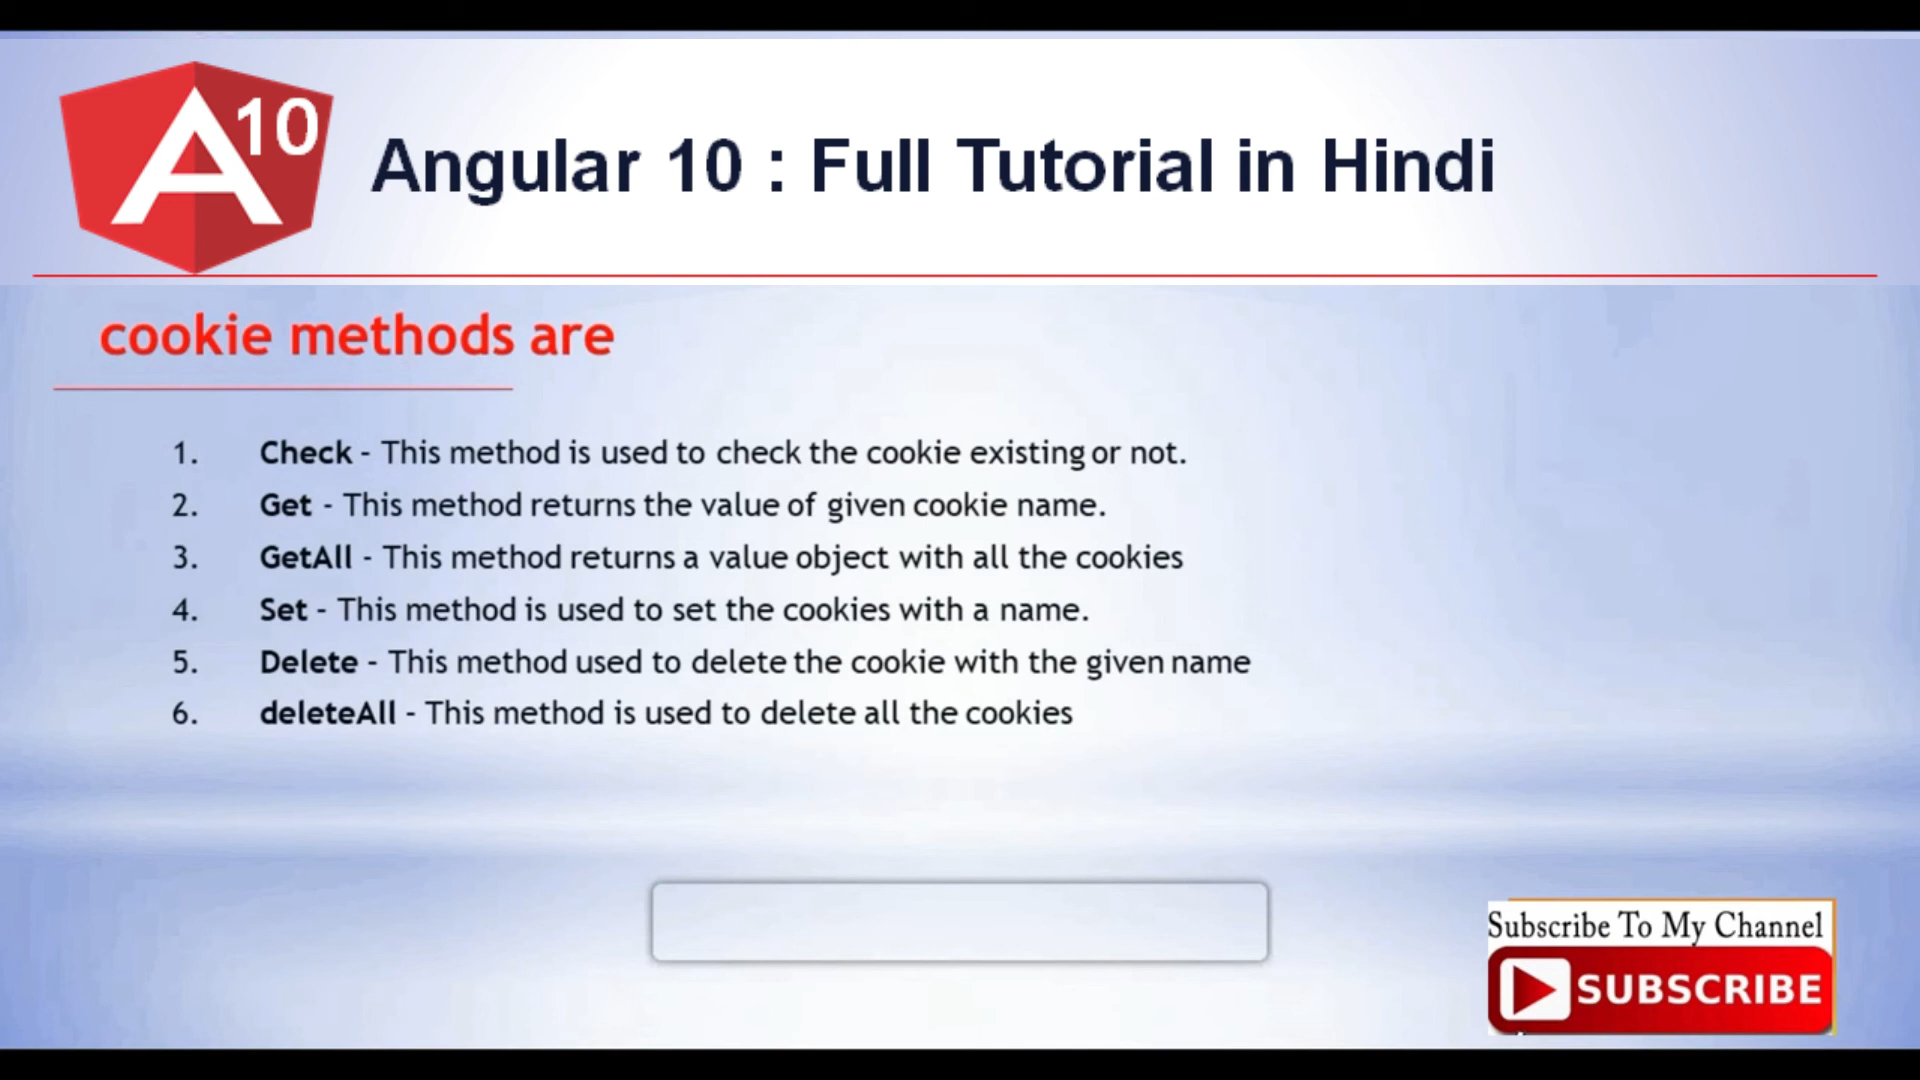 A10
Angular 10 : Full Tutorial in Hindi
cookie methods are
1. Check - This method is used to check the cookie existing or not.
2. Get - This method returns the value of given cookie name.
3. GetAll - This method returns a value object with all the cookies
4. Set - This method is used to set the cookies with a name.
5. Delete - This method used to delete the cookie with the given name
6. deleteAll - This method is used to delete all the cookies
Subscribe To My Channel
SUBSCRIBE